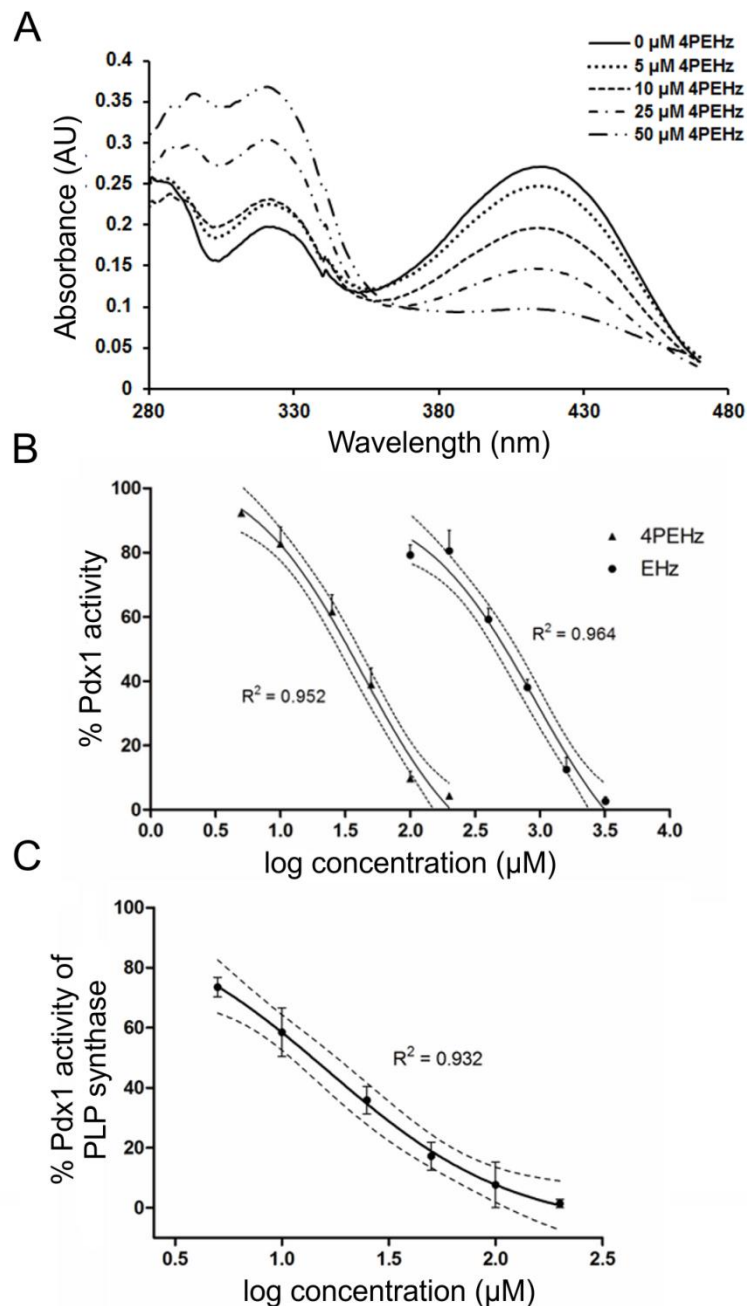 A
0 µM 4PEHz
5 µM 4PEHz
10 µM 4PEHz
25 µM 4PEHz
50 µM 4PEHz
0.4
0.35
0.3
0.25
0.2
0.15
0.1
0.05
0
Absorbance (AU)
280 330 380 430 480
Wavelength (nm)
B
100
80
60
40
20
0
% Pdx1 activity
4PEHz
EHz
R² = 0.964
R² = 0.952
0.0 0.5 1.0 1.5 2.0 2.5 3.0 3.5 4.0
log concentration (µM)
C
100
80
60
40
20
0
% Pdx1 activity of
PLP synthase
R² = 0.932
0.5 1.0 1.5 2.0 2.5
log concentration (µM)